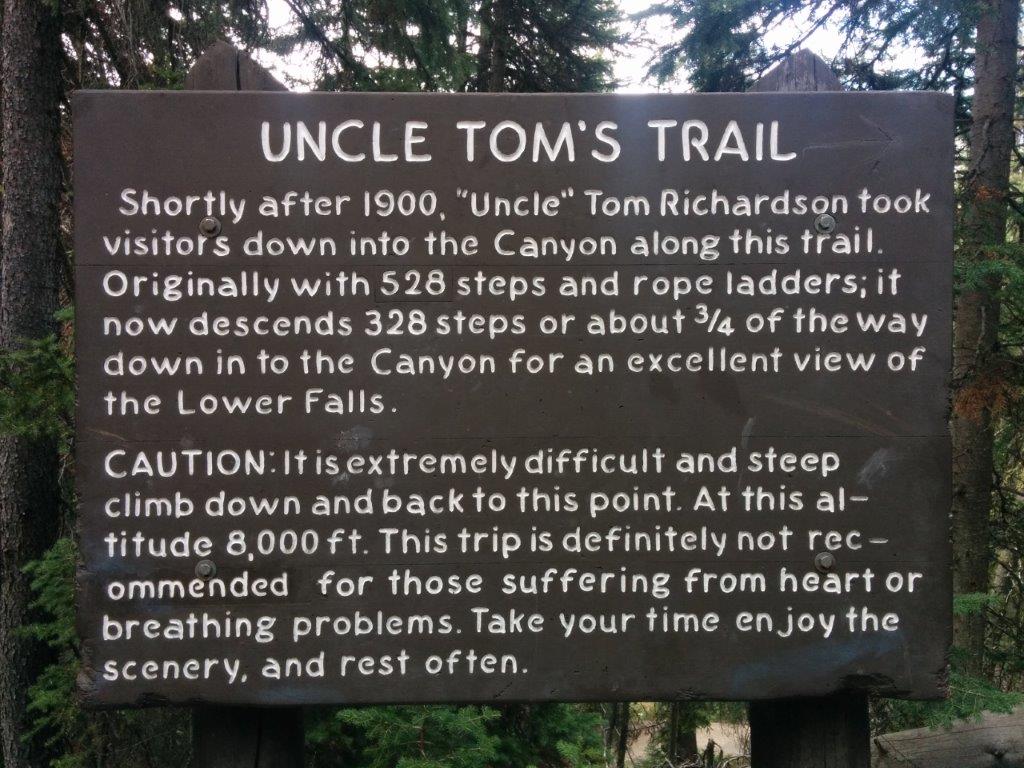 UNCLE TOM'S TRAIL
Shortly after 1900, "Uncle" Tom Richardson took
visitors down into the Canyon along this trail.
Originally with 528 steps and rope ladders; it
now descends 328 steps or about 3/4 of the way
down in to the Canyon for an excellent view of
the Lower Falls.
CAUTION: It is extremely difficult and steep
climb down and back to this point. At this al-
titude 8,000 ft. This trip is definitely not rec-
ommended for those suffering from heart or
breathing problems. Take your time enjoy the
scenery, and rest often.